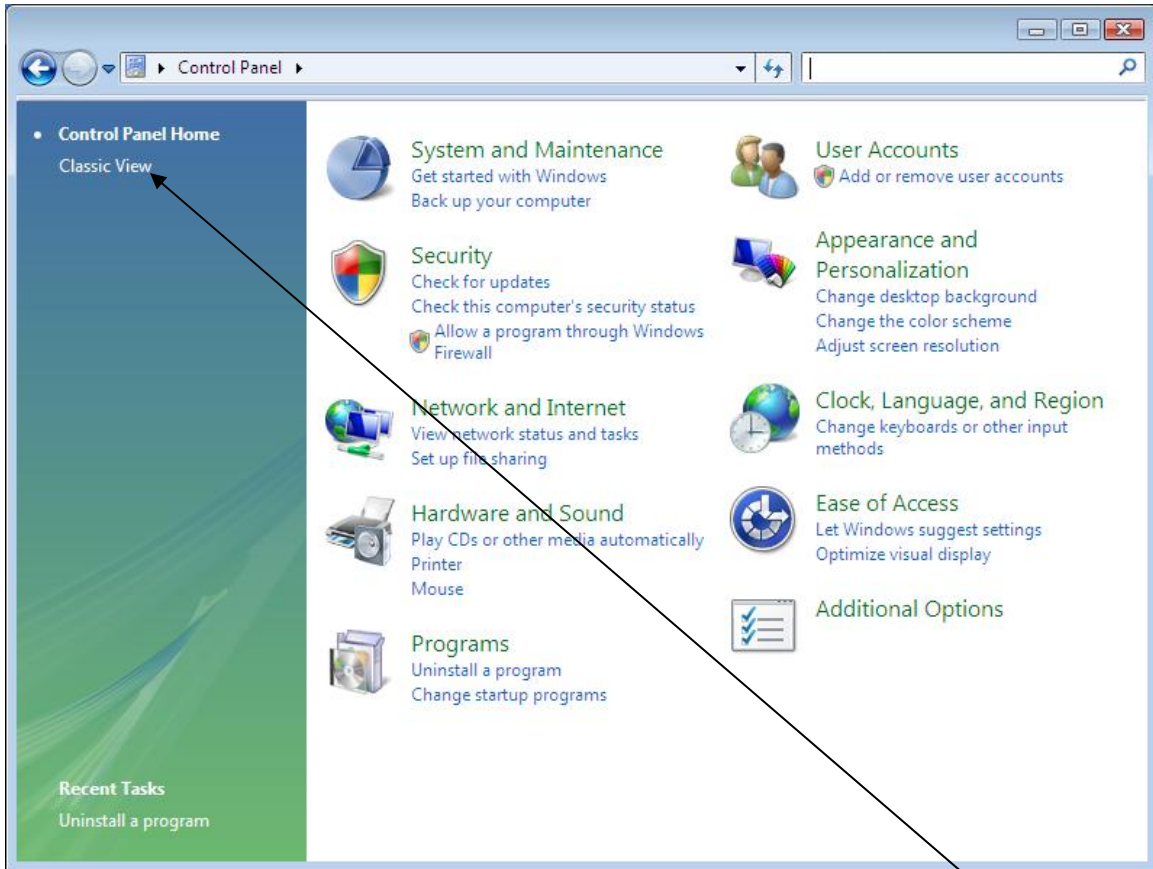 Control Panel
Control Panel Home
Classic View
Recent Tasks
Uninstall a program
System and Maintenance
Get started with Windows
Back up your computer
Security
Check for updates
Check this computer's security status
Allow a program through Windows
Firewall
Network and Internet
View network status and tasks
Set up file sharing
Hardware and Sound
Play CDs or other media automatically
Printer
Mouse
Programs
Uninstall a program
Change startup programs
User Accounts
Add or remove user accounts
Appearance and
Personalization
Change desktop background
Change the color scheme
Adjust screen resolution
Clock, Language, and Region
Change keyboards or other input
methods
Ease of Access
Let Windows suggest settings
Optimize visual display
Additional Options